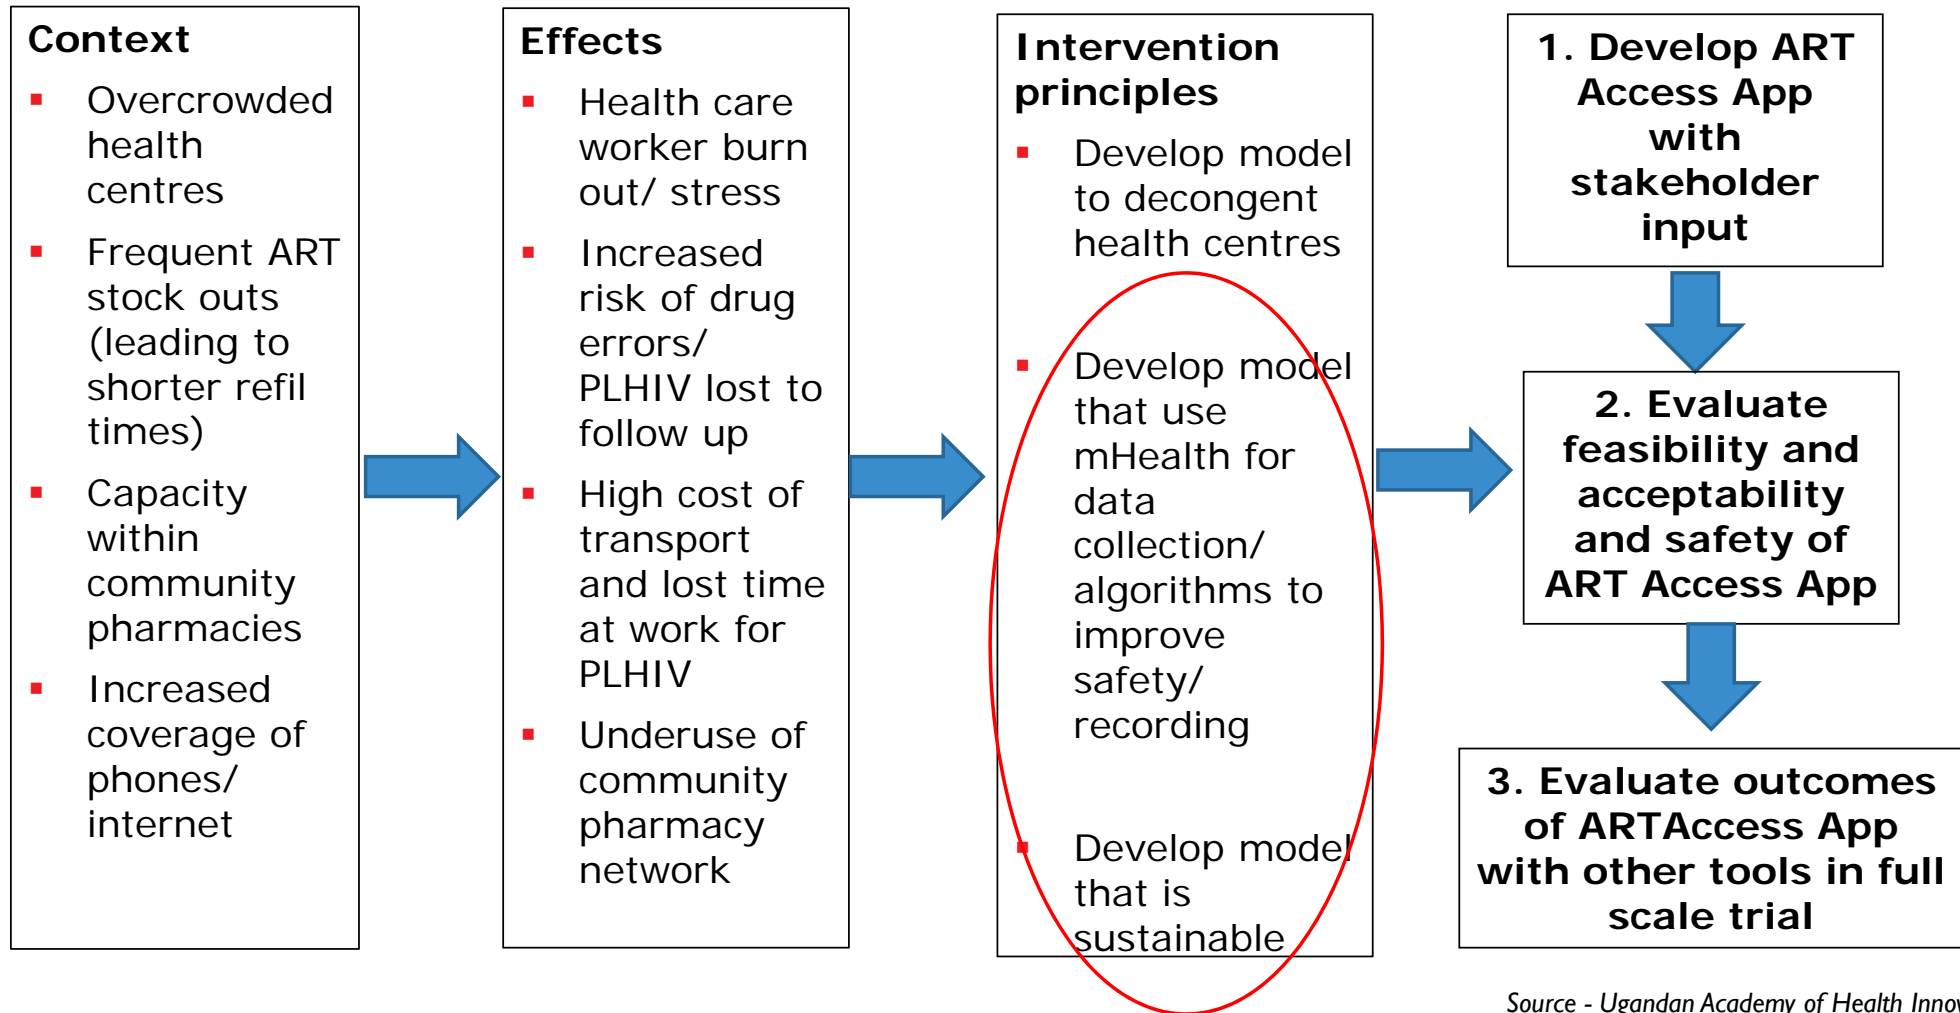 Context
Overcrowded
health
centres
Frequent ART
stock outs
(leading to
shorter refil
times)
Capacity
within
community
pharmacies
Increased
coverage of
phones/
internet
Effects
Health care
worker burn
out/ stress
Increased
risk of drug
errors/
PLHIV lost to
follow up
High cost of
transport
and lost time
at work for
PLHIV
Underuse of
community
pharmacy
network
Intervention
principles
Develop model
to decongent
health centres
Develop model
that use
mHealth for
data
collection/
algorithms to
improve
safety/
recording
Develop model
that is
sustainable
1. Develop ART
Access App
with
stakeholder
input
2. Evaluate
feasibility and
acceptability
and safety of
ART Access App
3. Evaluate outcomes
of ARTAccess App
with other tools in full
scale trial
Source - Ugandan Academy of Health